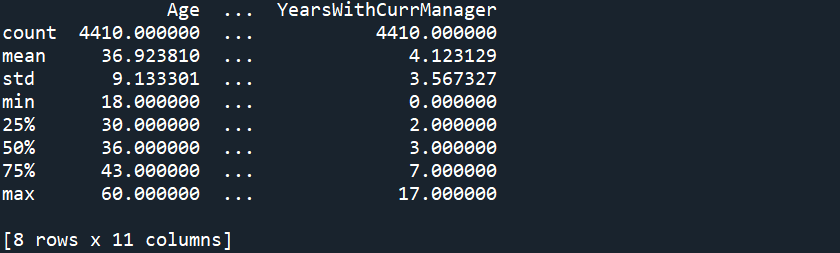 Age ... YearsWithCurrManager
count 4410.000000 ... 4410.000000
mean 36.923810 ... 4.123129
std 9.133301 ... 3.567327
min 18.000000 ... 0.000000
25% 30.000000 ... 2.000000
50% 36.000000 ... 3.000000
75% 43.000000 ... 7.000000
max 60.000000 ... 17.000000
[8 rows x 11 columns]